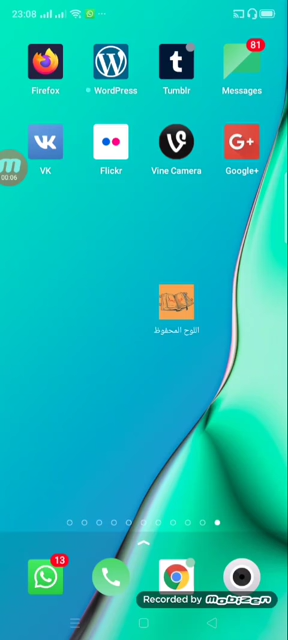 23:08
81
Firefox
WordPress
Tumblr
Messages
00:06
VK
Flickr
Vine Camera
Google+
اللوح المحفوظ
13
Recorded by mobizen